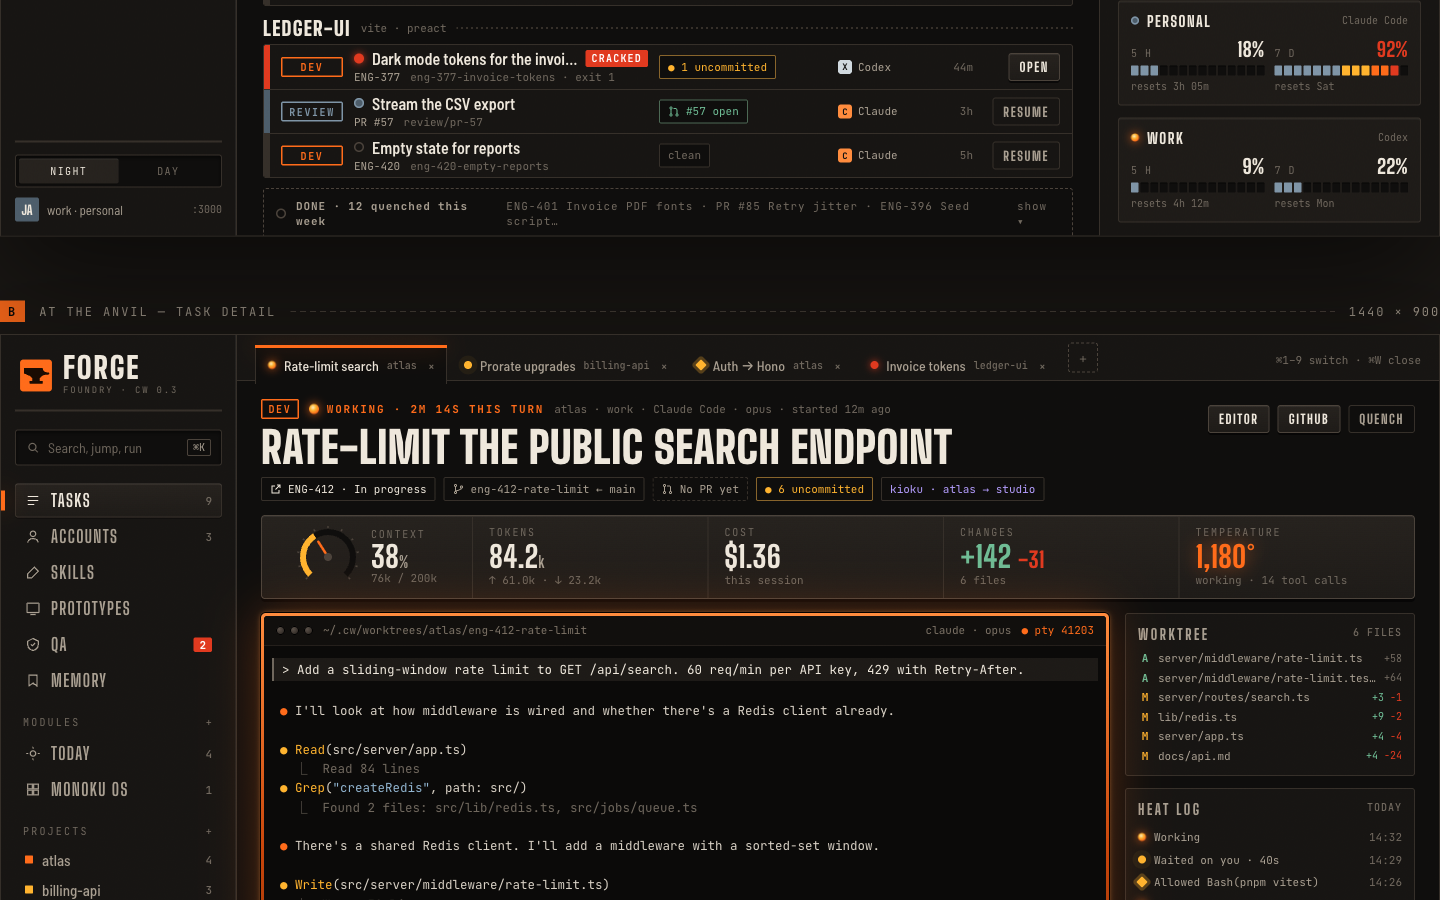 NIGHT DAY
JA work · personal :3000
LEDGER-UI vite · preact
DEV Dark mode tokens for the invoi… CRACKED 1 uncommitted X Codex 44m OPEN
ENG-377 eng-377-invoice-tokens · exit 1
REVIEW Stream the CSV export #57 open C Claude 3h RESUME
PR #57 review/pr-57
DEV Empty state for reports clean C Claude 5h RESUME
ENG-420 eng-420-empty-reports
DONE · 12 quenched this week ENG-401 Invoice PDF fonts · PR #85 Retry jitter · ENG-396 Seed script… show ▾
PERSONAL Claude Code
5 H 18% 7 D 92%
resets 3h 05m resets Sat
WORK Codex
5 H 9% 7 D 22%
resets 4h 12m resets Mon
B AT THE ANVIL — TASK DETAIL 1440 × 900
FORGE
FOUNDRY · CW 0.3
Search, jump, run ⌘K
TASKS 9
ACCOUNTS 3
SKILLS
PROTOTYPES
QA 2
MEMORY
MODULES +
TODAY 4
MONOKU OS 1
PROJECTS +
atlas 4
billing-api 3
Rate-limit search atlas × Prorate upgrades billing-api × Auth → Hono atlas × Invoice tokens ledger-ui × + ⌘1–9 switch · ⌘W close
DEV WORKING · 2M 14S THIS TURN atlas · work · Claude Code · opus · started 12m ago
RATE-LIMIT THE PUBLIC SEARCH ENDPOINT
EDITOR GITHUB QUENCH
ENG-412 · In progress eng-412-rate-limit ← main No PR yet 6 uncommitted kioku · atlas → studio
CONTEXT
38%
76k / 200k
TOKENS
84.2k
↑ 61.0k · ↓ 23.2k
COST
$1.36
this session
CHANGES
+142 −31
6 files
TEMPERATURE
1,180°
working · 14 tool calls
~/.cw/worktrees/atlas/eng-412-rate-limit claude · opus ● pty 41203
> Add a sliding-window rate limit to GET /api/search. 60 req/min per API key, 429 with Retry-After.
● I'll look at how middleware is wired and whether there's a Redis client already.
● Read(src/server/app.ts)
⎿ Read 84 lines
● Grep("createRedis", path: src/)
⎿ Found 2 files: src/lib/redis.ts, src/jobs/queue.ts
● There's a shared Redis client. I'll add a middleware with a sorted-set window.
● Write(src/server/middleware/rate-limit.ts)
WORKTREE 6 FILES
A server/middleware/rate-limit.ts +58
A server/middleware/rate-limit.tes… +64
M server/routes/search.ts +3 -1
M lib/redis.ts +9 -2
M server/app.ts +4 -4
M docs/api.md +4 -24
HEAT LOG TODAY
Working 14:32
Waited on you · 40s 14:29
Allowed Bash(pnpm vitest) 14:26